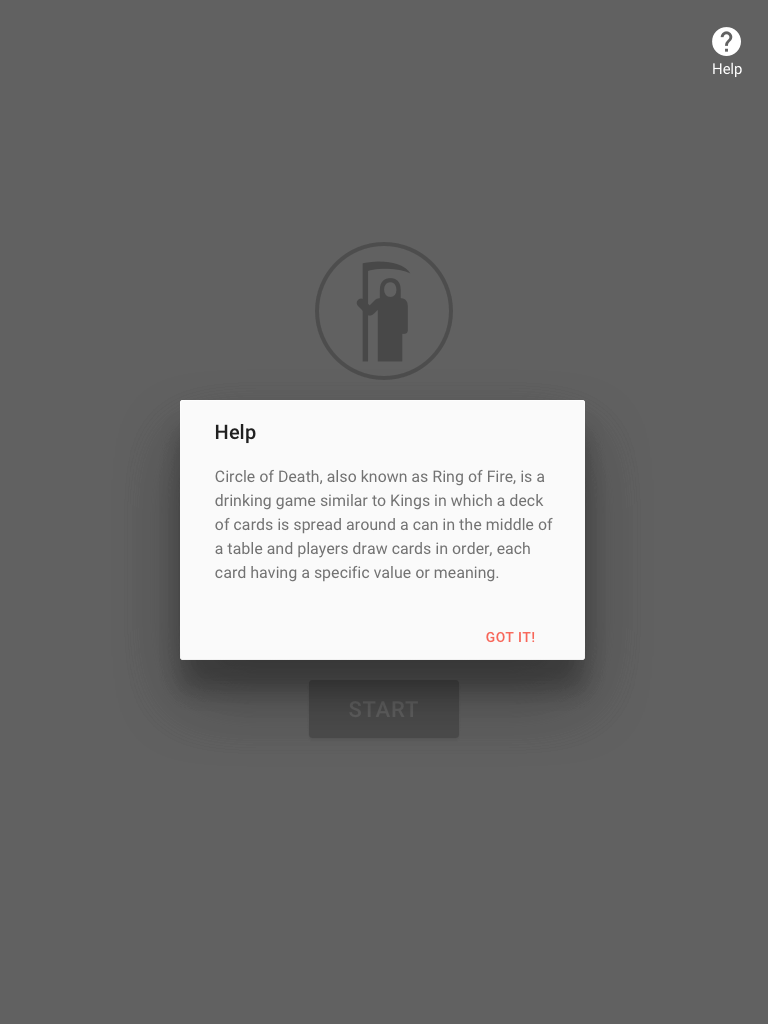 Help
Help
Circle of Death, also known as Ring of Fire, is a
drinking game similar to Kings in which a deck
of cards is spread around a can in the middle of
a table and players draw cards in order, each
card having a specific value or meaning.
GOT IT!
START